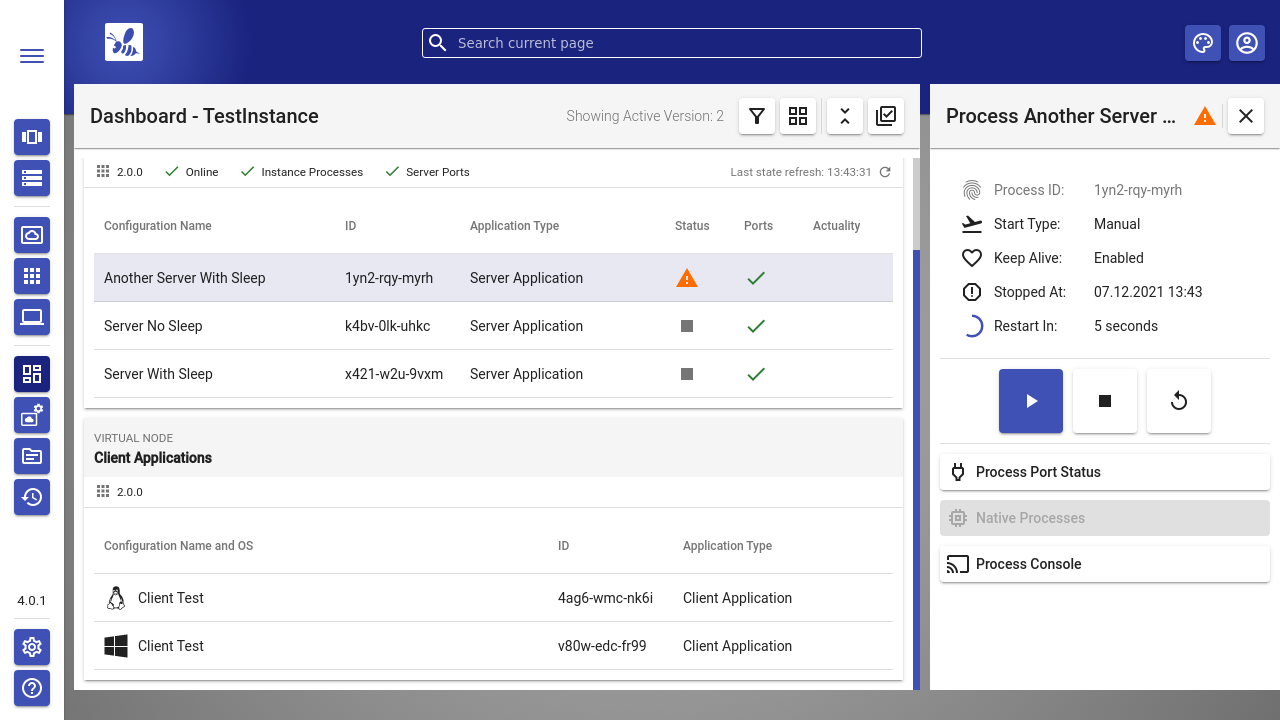 Search current page
Dashboard - TestInstance
Showing Active Version: 2
2.0.0 Online Instance Processes Server Ports Last state refresh: 13:43:31
Configuration Name ID Application Type Status Ports Actuality
Another Server With Sleep 1yn2-rqy-myrh Server Application
Server No Sleep k4bv-0lk-uhkc Server Application
Server With Sleep x421-w2u-9vxm Server Application
VIRTUAL NODE
Client Applications
2.0.0
Configuration Name and OS ID Application Type
Client Test 4ag6-wmc-nk6i Client Application
Client Test v80w-edc-fr99 Client Application
Process Another Server ...
Process ID: 1yn2-rqy-myrh
Start Type: Manual
Keep Alive: Enabled
Stopped At: 07.12.2021 13:43
Restart In: 5 seconds
Process Port Status
Native Processes
Process Console
4.0.1